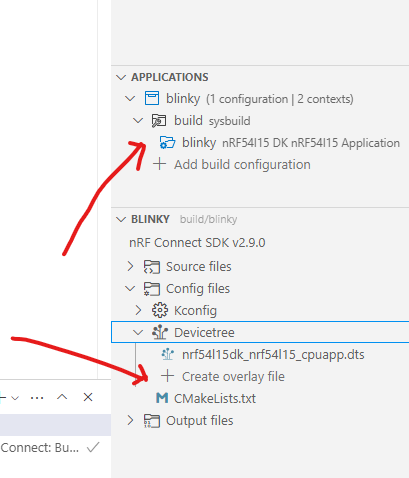 APPLICATIONS
blinky (1 configuration | 2 contexts)
build sysbuild
blinky nRF54l15 DK nRF54l15 Application
Add build configuration
BLINKY build/blinky
nRF Connect SDK v2.9.0
Source files
Config files
Kconfig
Devicetree
nrf54l15dk_nrf54l15_cpuapp.dts
Create overlay file
CMakeLists.txt
Output files
Connect: Bu...